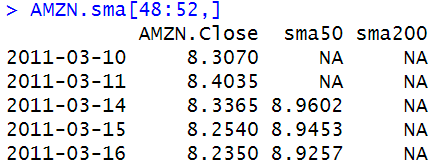 > AMZN.sma[48:52,]
AMZN.Close sma50 sma200
2011-03-10 8.3070 NA NA
2011-03-11 8.4035 NA NA
2011-03-14 8.3365 8.9602 NA
2011-03-15 8.2540 8.9453 NA
2011-03-16 8.2350 8.9257 NA